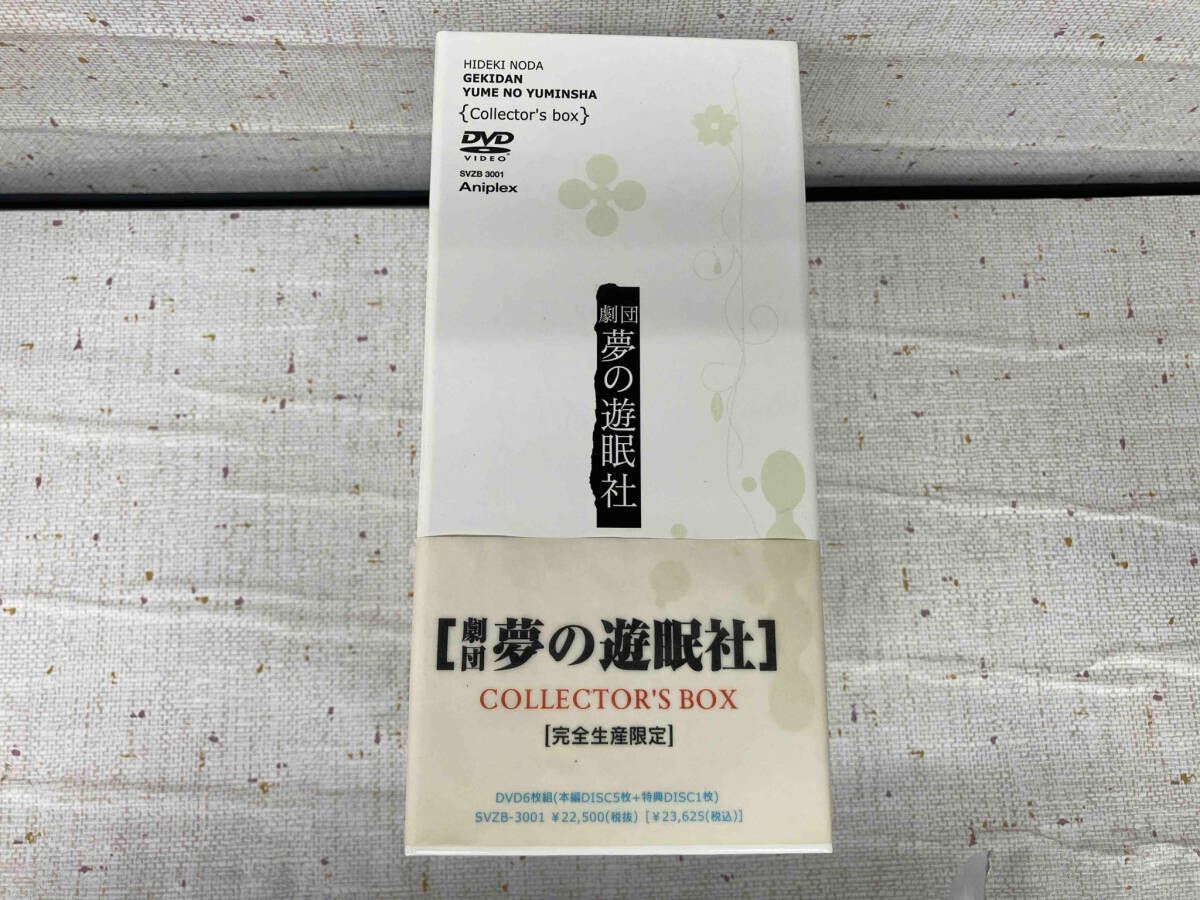 HIDEKI NODA
GEKIDAN
YUME NO YUMINSHA
{Collector's box}
DVD
VIDEO™
SVZB 3001
Aniplex
劇団
夢の遊眠社
[劇団 夢の遊眠社]
COLLECTOR'S BOX
[完全生産限定]
DVD6枚組(本編DISC5枚+特典DISC1枚)
SVZB-3001 ¥22,500(税抜) [¥23,625(税込)]